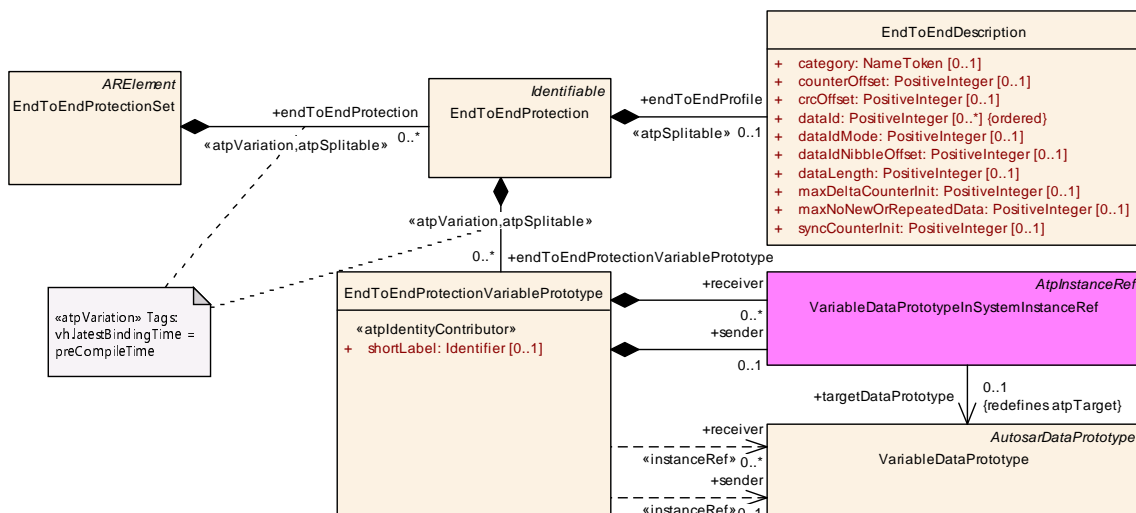 EndToEndDescription
+ category: NameToken [0..1]
+ counterOffset: PositiveInteger [0..1]
+ crcOffset: PositiveInteger [0..1]
+ dataId: PositiveInteger [0..*] {ordered}
+ dataIdMode: PositiveInteger [0..1]
+ dataIdNibbleOffset: PositiveInteger [0..1]
+ dataLength: PositiveInteger [0..1]
+ maxDeltaCounterInit: PositiveInteger [0..1]
+ maxNoNewOrRepeatedData: PositiveInteger [0..1]
+ syncCounterInit: PositiveInteger [0..1]
ARElement
EndToEndProtectionSet
+endToEndProtection
0..*
«atpVariation,atpSplitable»
Identifiable
EndToEndProtection
+endToEndProfile
«atpSplitable» 0..1
«atpVariation,atpSplitable»
0..* +endToEndProtectionVariablePrototype
«atpVariation» Tags:
vh.latestBindingTime =
preCompileTime
EndToEndProtectionVariablePrototype
«atpIdentityContributor»
+ shortLabel: Identifier [0..1]
+receiver
0..*
+sender
0..1
AtpInstanceRef
VariableDataPrototypeInSystemInstanceRef
+targetDataPrototype
0..1
{redefines atpTarget}
+receiver
«instanceRef» 0..*
+sender
«instanceRef» 0..1
AutosarDataPrototype
VariableDataPrototype